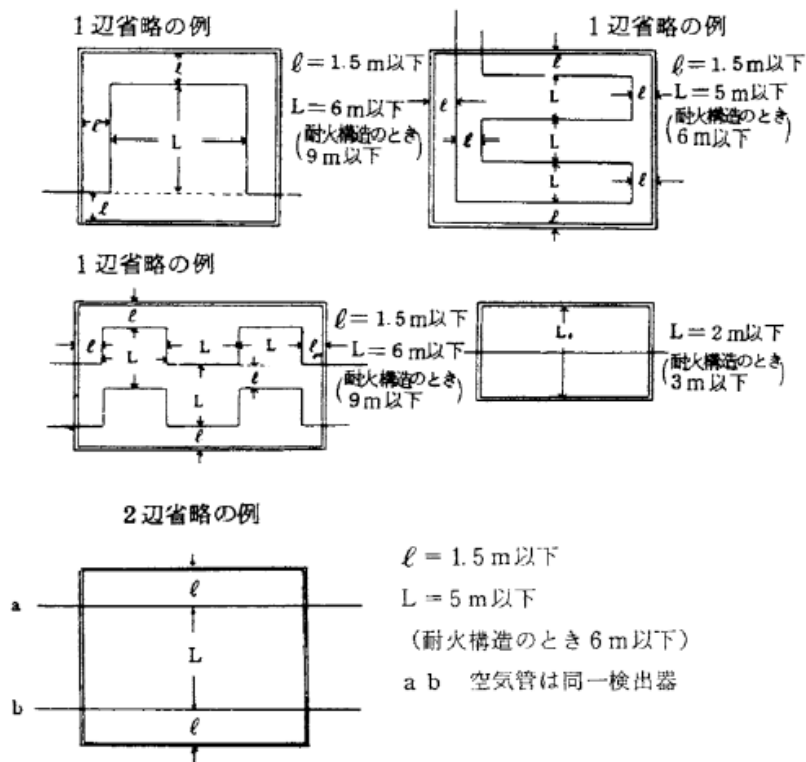 1辺省略の例
ℓ
ℓ
L
ℓ
ℓ=1.5m以下
L=6m以下
(耐火構造のとき
9m以下)
1辺省略の例
ℓ
ℓ
L
ℓ
ℓ
L
L
ℓ
ℓ
ℓ=1.5m以下
L=5m以下
(耐火構造のとき
6m以下)
1辺省略の例
ℓ
ℓ
L
L
L
ℓ
ℓ
L
ℓ
ℓ=1.5m以下
L=6m以下
(耐火構造のとき
9m以下)
L
L=2m以下
(耐火構造のとき
3m以下)
2辺省略の例
a
ℓ
L
b
ℓ
ℓ=1.5m以下
L=5m以下
(耐火構造のとき6m以下)
a b 空気管は同一検出器